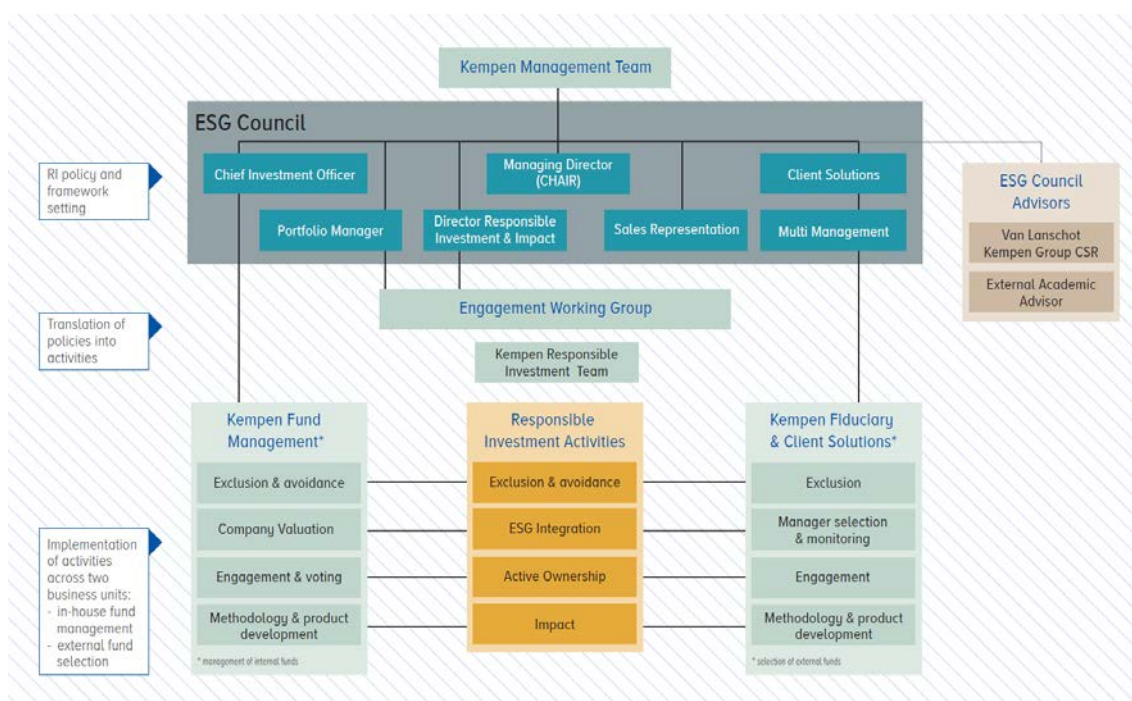 Kempen Management Team
ESG Council
RI policy and
framework
setting
Chief Investment Officer
Managing Director
(CHAIR)
Client Solutions
Portfolio Manager
Director Responsible
Investment & Impact
Sales Representation
Multi Management
ESG Council
Advisors
Van Lanschot
Kempen Group CSR
External Academic
Advisor
Translation of
policies into
activities
Engagement Working Group
Kempen Responsible
Investment Team
Implementation
of activities
across two
business units:
- in-house fund
management
- external fund
selection
Kempen Fund
Management*
Exclusion & avoidance
Company Valuation
Engagement & voting
Methodology & product
development
* management of internal funds
Responsible
Investment Activities
Exclusion & avoidance
ESG Integration
Active Ownership
Impact
Kempen Fiduciary
& Client Solutions*
Exclusion
Manager selection
& monitoring
Engagement
Methodology & product
development
* selection of external funds